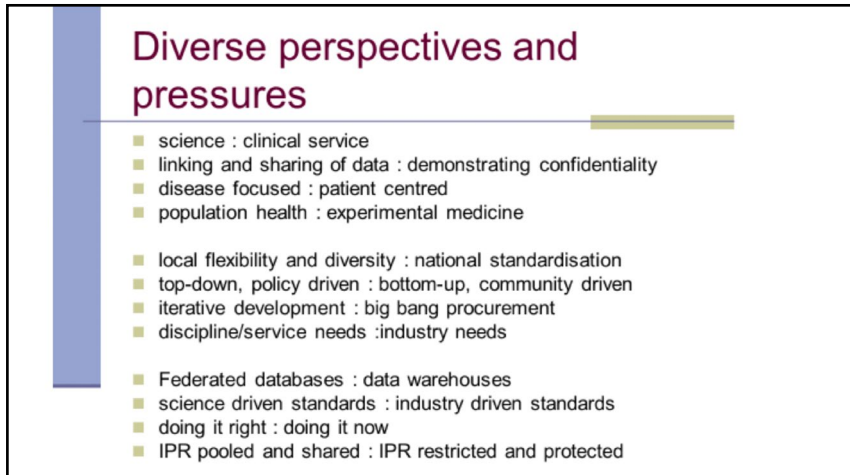 Diverse perspectives and
pressures
science : clinical service
linking and sharing of data : demonstrating confidentiality
disease focused : patient centred
population health : experimental medicine
local flexibility and diversity : national standardisation
top-down, policy driven : bottom-up, community driven
iterative development : big bang procurement
discipline/service needs :industry needs
Federated databases : data warehouses
science driven standards : industry driven standards
doing it right : doing it now
IPR pooled and shared : IPR restricted and protected